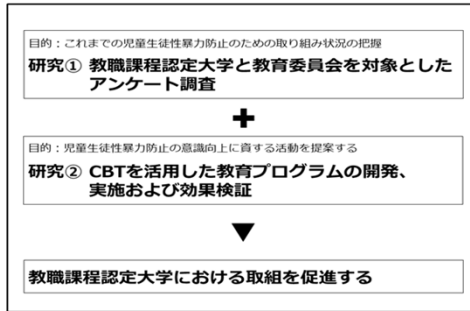 目的：これまでの児童生徒性暴力防止のための取り組み状況の把握
研究① 教職課程認定大学と教育委員会を対象とした
アンケート調査
+
目的：児童生徒性暴力防止の意識向上に資する活動を提案する
研究② CBTを活用した教育プログラムの開発、
実施および効果検証
教職課程認定大学における取組を促進する